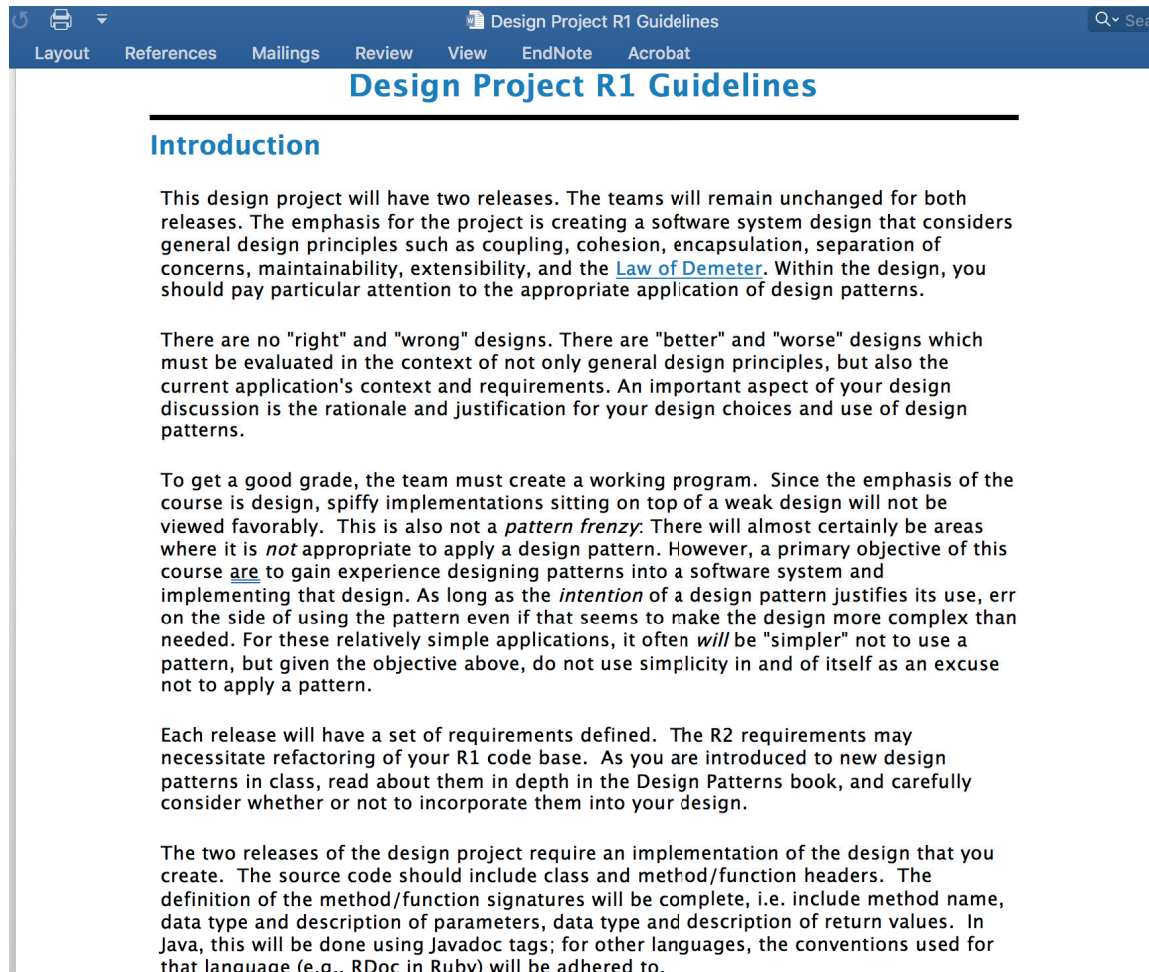 Design Project R1 Guidelines
Layout References Mailings Review View EndNote Acrobat
Design Project R1 Guidelines
Introduction
This design project will have two releases. The teams will remain unchanged for both
releases. The emphasis for the project is creating a software system design that considers
general design principles such as coupling, cohesion, encapsulation, separation of
concerns, maintainability, extensibility, and the Law of Demeter. Within the design, you
should pay particular attention to the appropriate application of design patterns.
There are no "right" and "wrong" designs. There are "better" and "worse" designs which
must be evaluated in the context of not only general design principles, but also the
current application's context and requirements. An important aspect of your design
discussion is the rationale and justification for your design choices and use of design
patterns.
To get a good grade, the team must create a working program.  Since the emphasis of the
course is design, spiffy implementations sitting on top of a weak design will not be
viewed favorably.  This is also not a pattern frenzy: There will almost certainly be areas
where it is not appropriate to apply a design pattern. However, a primary objective of this
course are to gain experience designing patterns into a software system and
implementing that design. As long as the intention of a design pattern justifies its use, err
on the side of using the pattern even if that seems to make the design more complex than
needed. For these relatively simple applications, it often will be "simpler" not to use a
pattern, but given the objective above, do not use simplicity in and of itself as an excuse
not to apply a pattern.
Each release will have a set of requirements defined.  The R2 requirements may
necessitate refactoring of your R1 code base.  As you are introduced to new design
patterns in class, read about them in depth in the Design Patterns book, and carefully
consider whether or not to incorporate them into your design.
The two releases of the design project require an implementation of the design that you
create.  The source code should include class and method/function headers.  The
definition of the method/function signatures will be complete, i.e. include method name,
data type and description of parameters, data type and description of return values.  In
Java, this will be done using Javadoc tags; for other languages, the conventions used for
that language (e.g., RDoc in Ruby) will be adhered to.